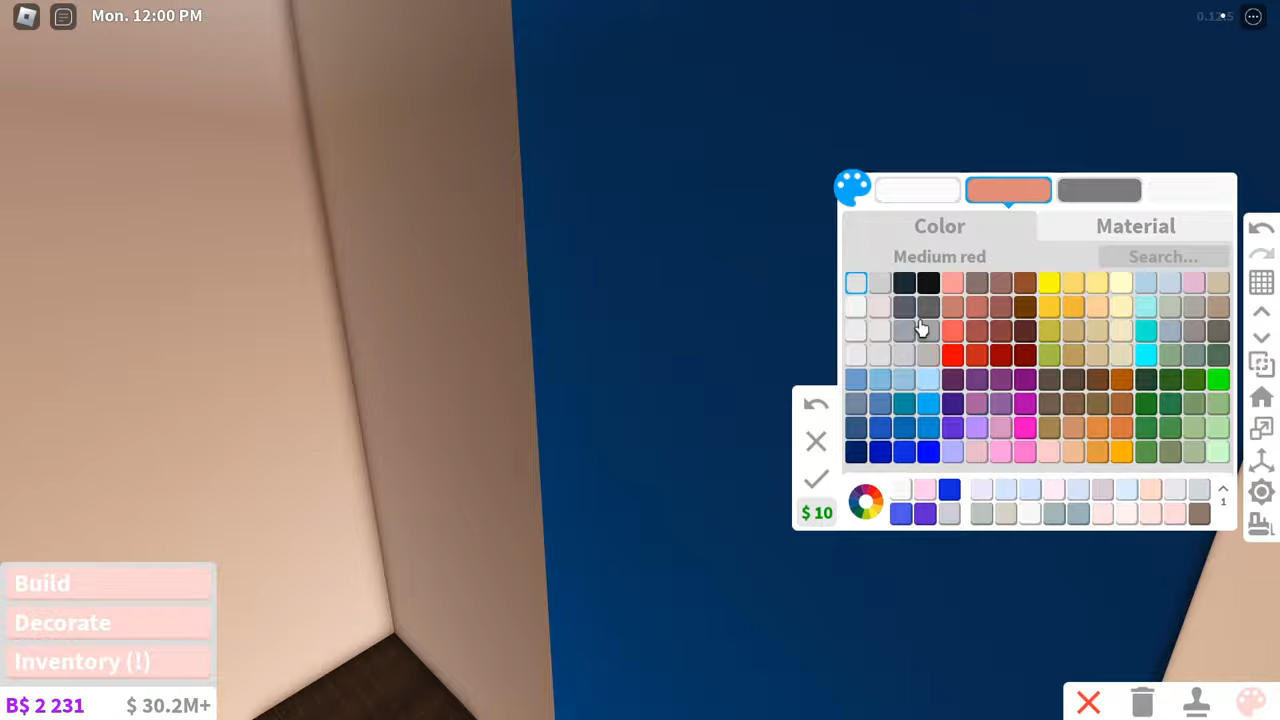 Mon. 12:00 PM
Color
Material
Medium red
Search...
$ 10
1
Build
Decorate
Inventory (!)
B$ 2 231
$ 30.2M+